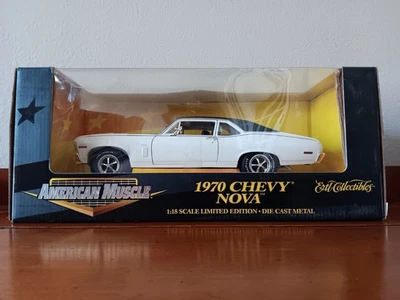 AMERICAN MUSCLE
1970 CHEVY
NOVA
1:18 SCALE LIMITED EDITION • DIE CAST METAL
Ertl Collectibles